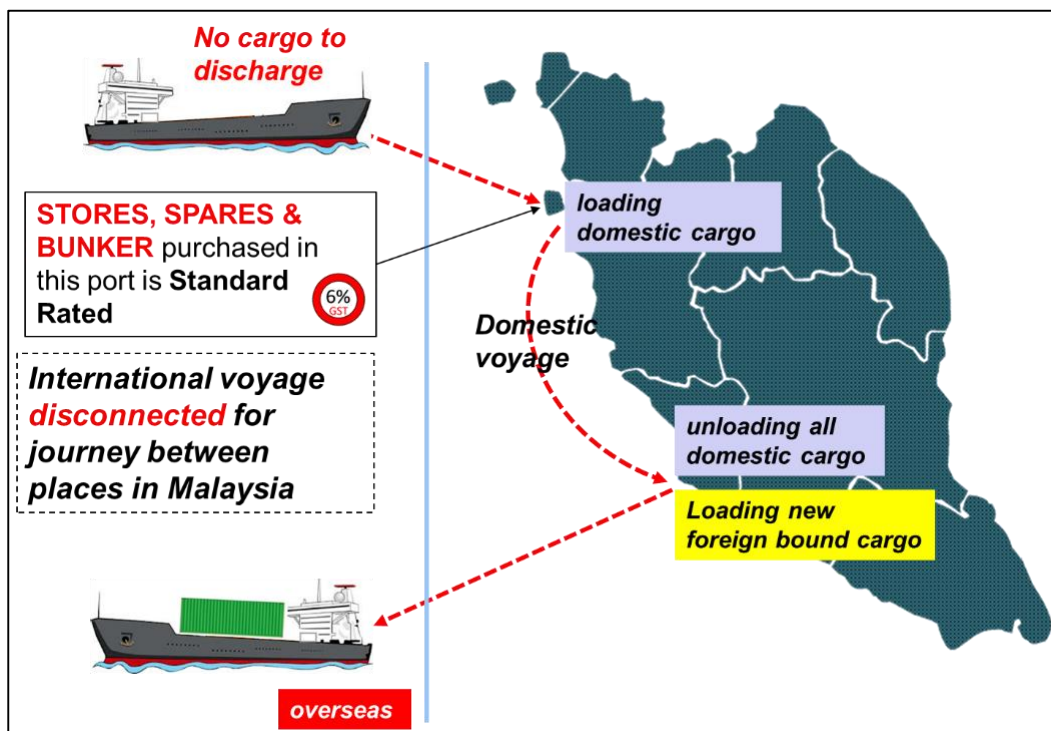 No cargo to
discharge
STORES, SPARES &
BUNKER purchased in
this port is Standard
Rated
6%
GST
International voyage
disconnected for
journey between
places in Malaysia
loading
domestic cargo
Domestic
voyage
unloading all
domestic cargo
Loading new
foreign bound cargo
overseas